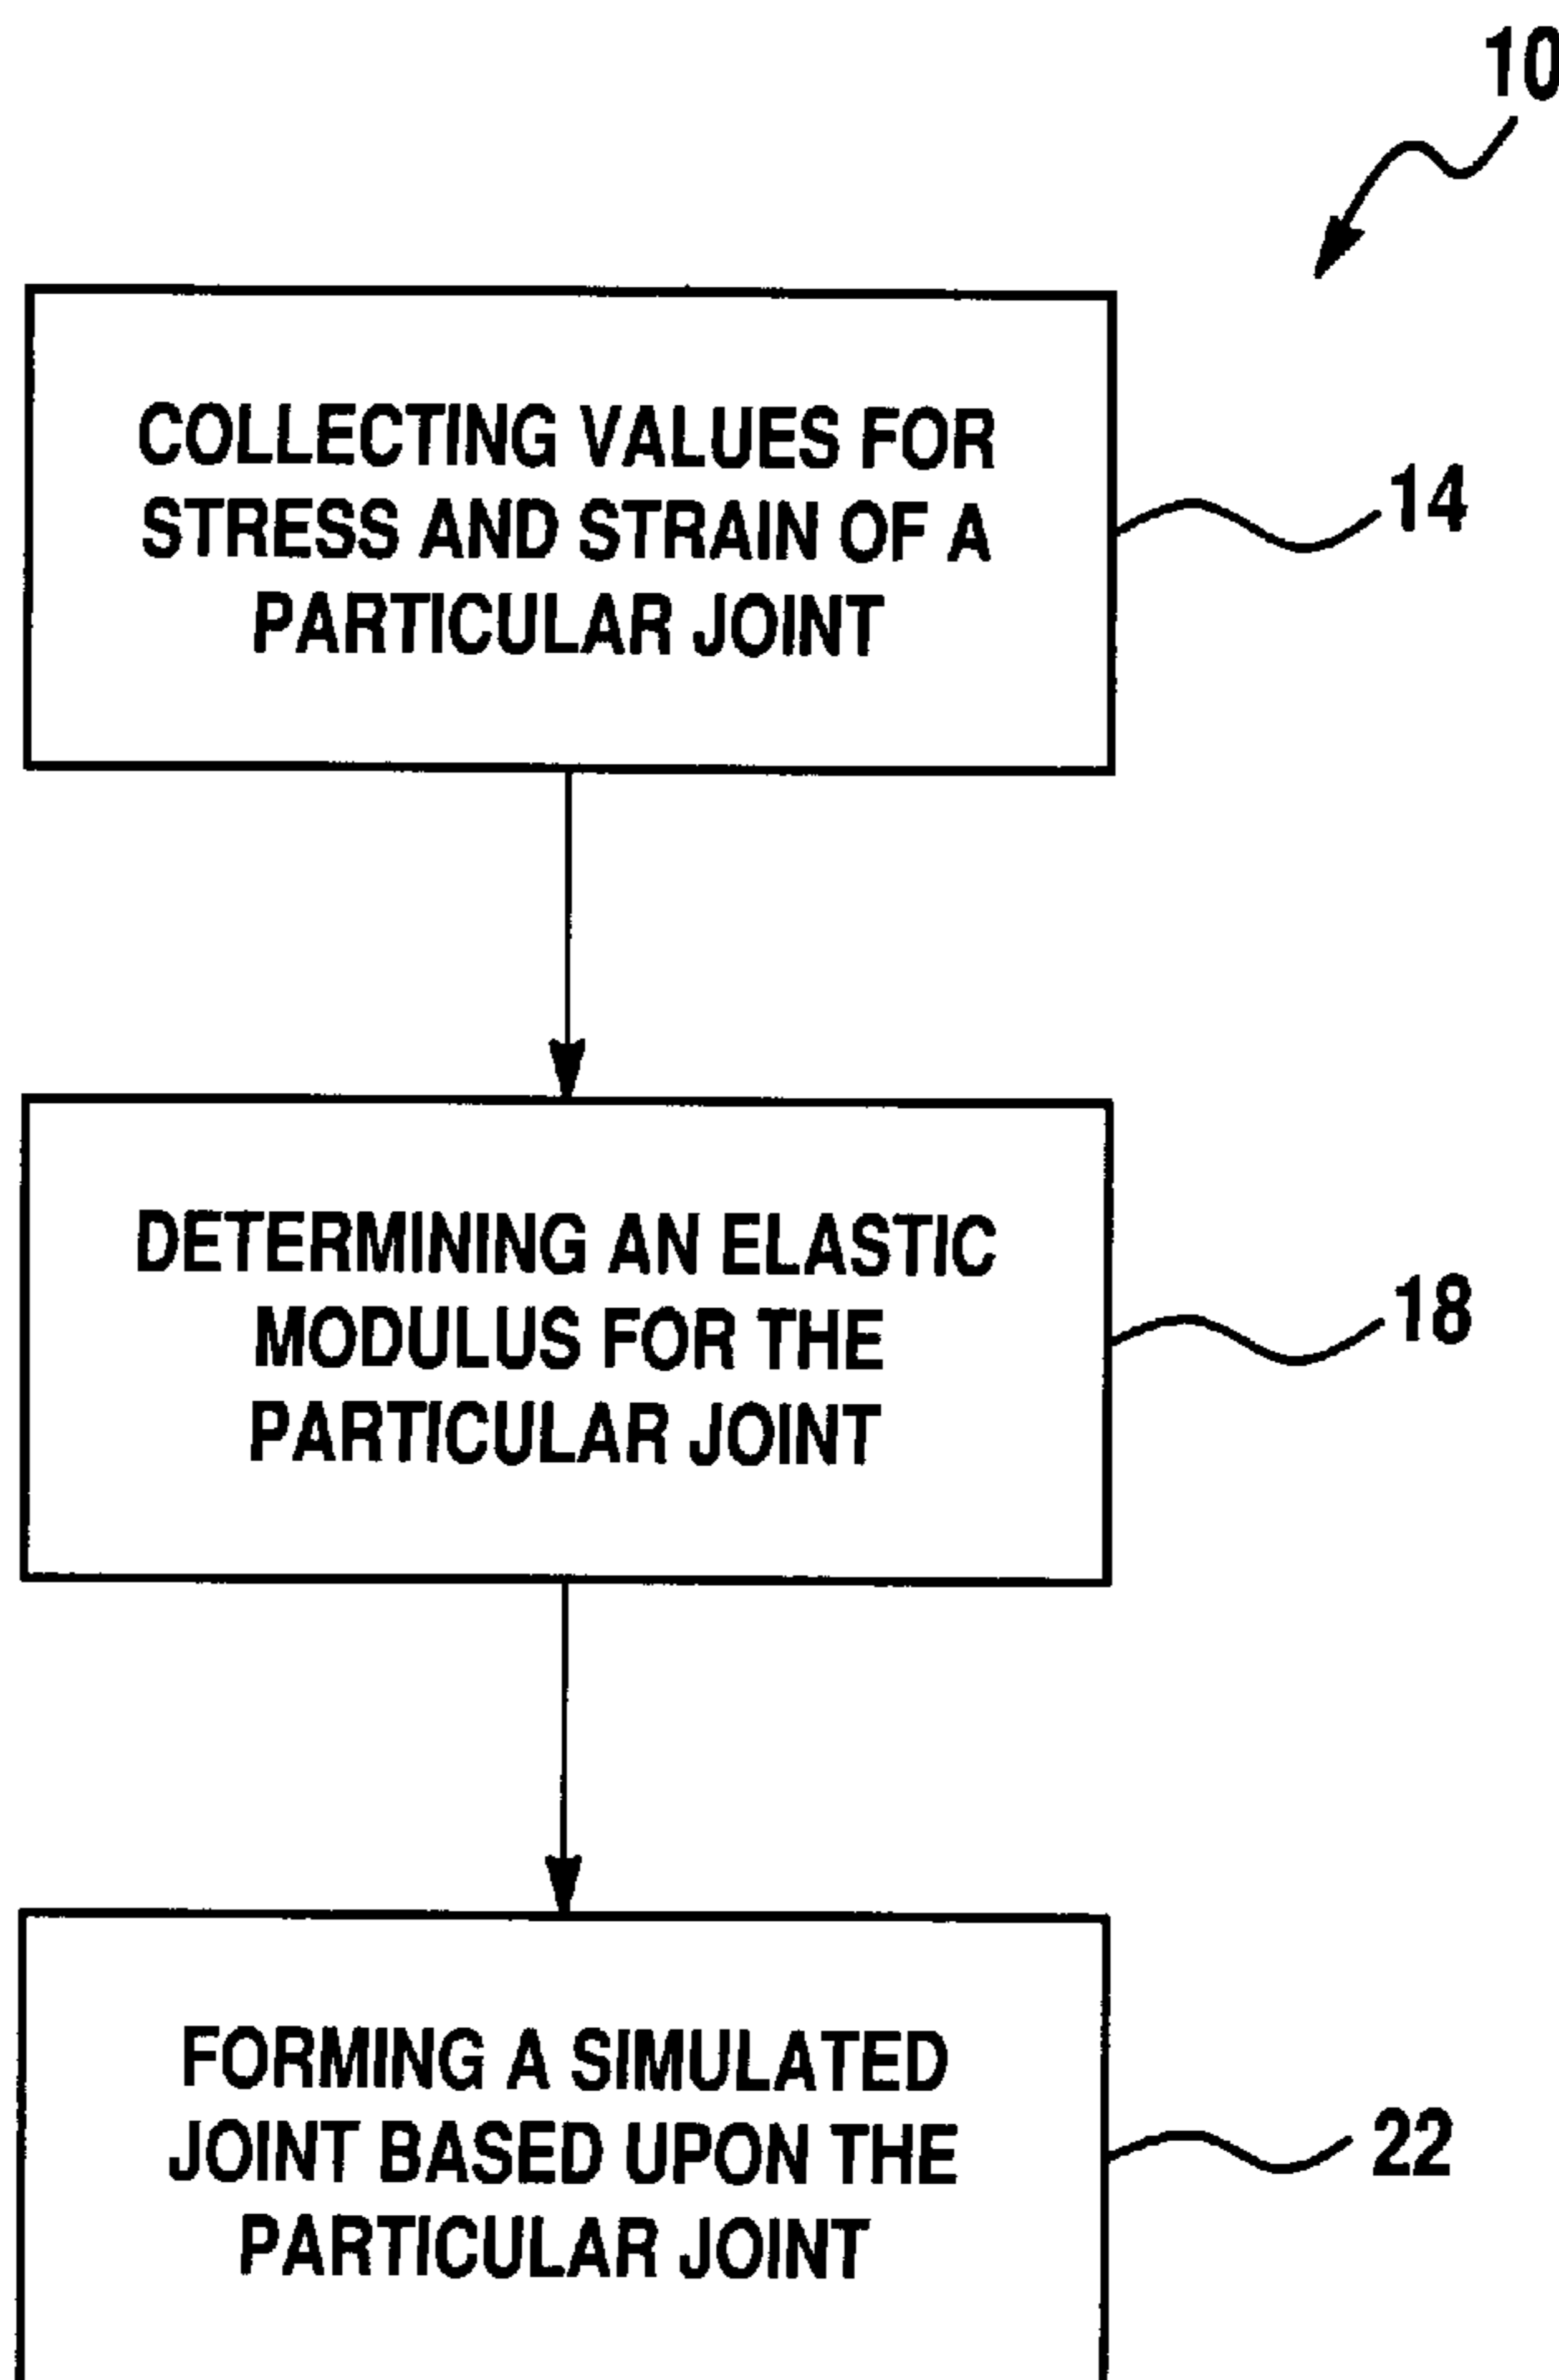 10
COLLECTING VALUES FOR
STRESS AND STRAIN OF A
PARTICULAR JOINT
14
DETERMINING AN ELASTIC
MODULUS FOR THE
PARTICULAR JOINT
18
FORMING A SIMULATED
JOINT BASED UPON THE
PARTICULAR JOINT
22